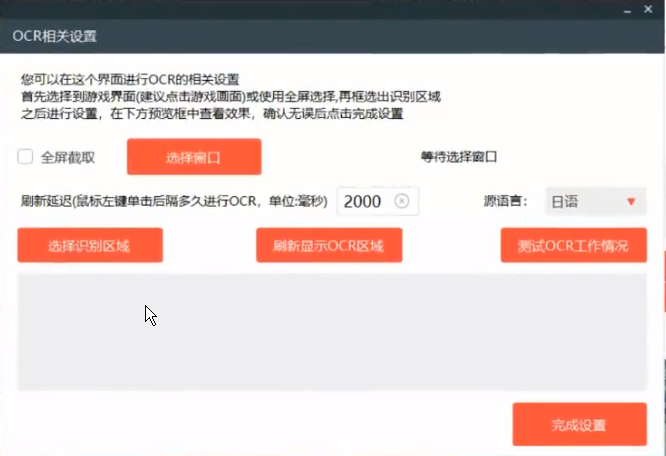 OCR相关设置
您可以在这个界面进行OCR的相关设置
首先选择到游戏界面(建议点击游戏画面)或使用全屏选择,再框选出识别区域
之后进行设置，在下方预览框中查看效果，确认无误后点击完成设置
全屏截取 选择窗口 等待选择窗口
刷新延迟(鼠标左键单击后隔多久进行OCR，单位:毫秒) 2000 源语言： 日语
选择识别区域 刷新显示OCR区域 测试OCR工作情况
完成设置